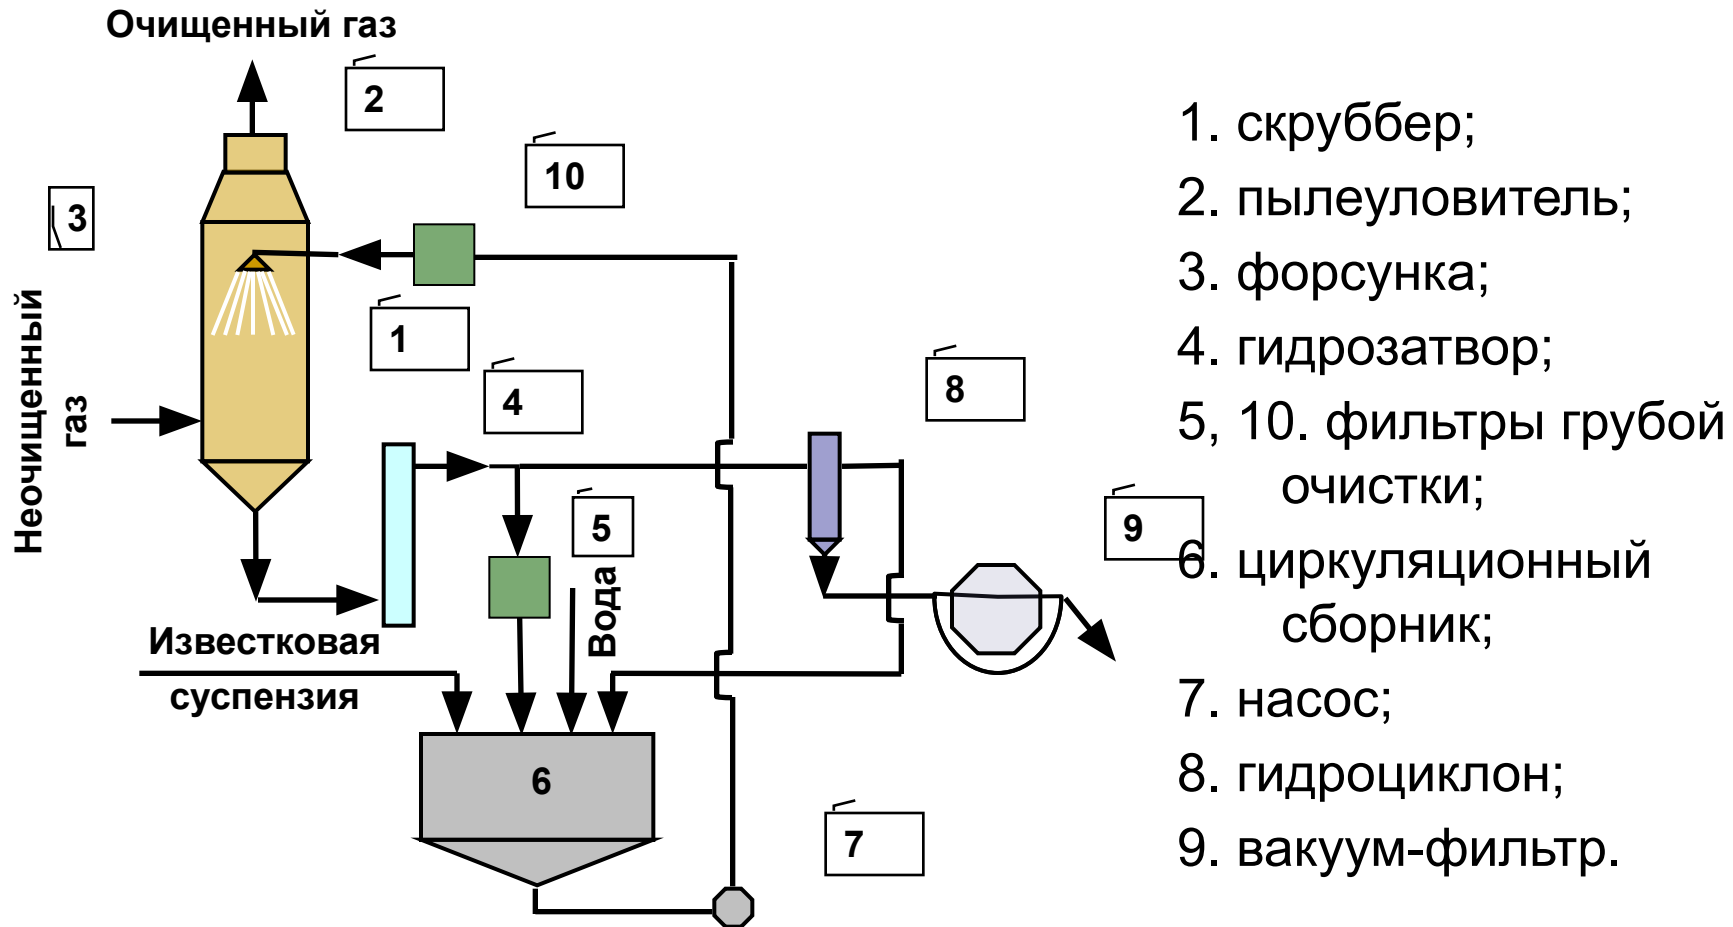 Очищенный газ
2
10
3
1
4
8
5
9
Неочищенный
газ
Вода
Известковая
суспензия
6
7
1. скруббер;
2. пылеуловитель;
3. форсунка;
4. гидрозатвор;
5, 10. фильтры грубой
очистки;
6. циркуляционный
сборник;
7. насос;
8. гидроциклон;
9. вакуум-фильтр.